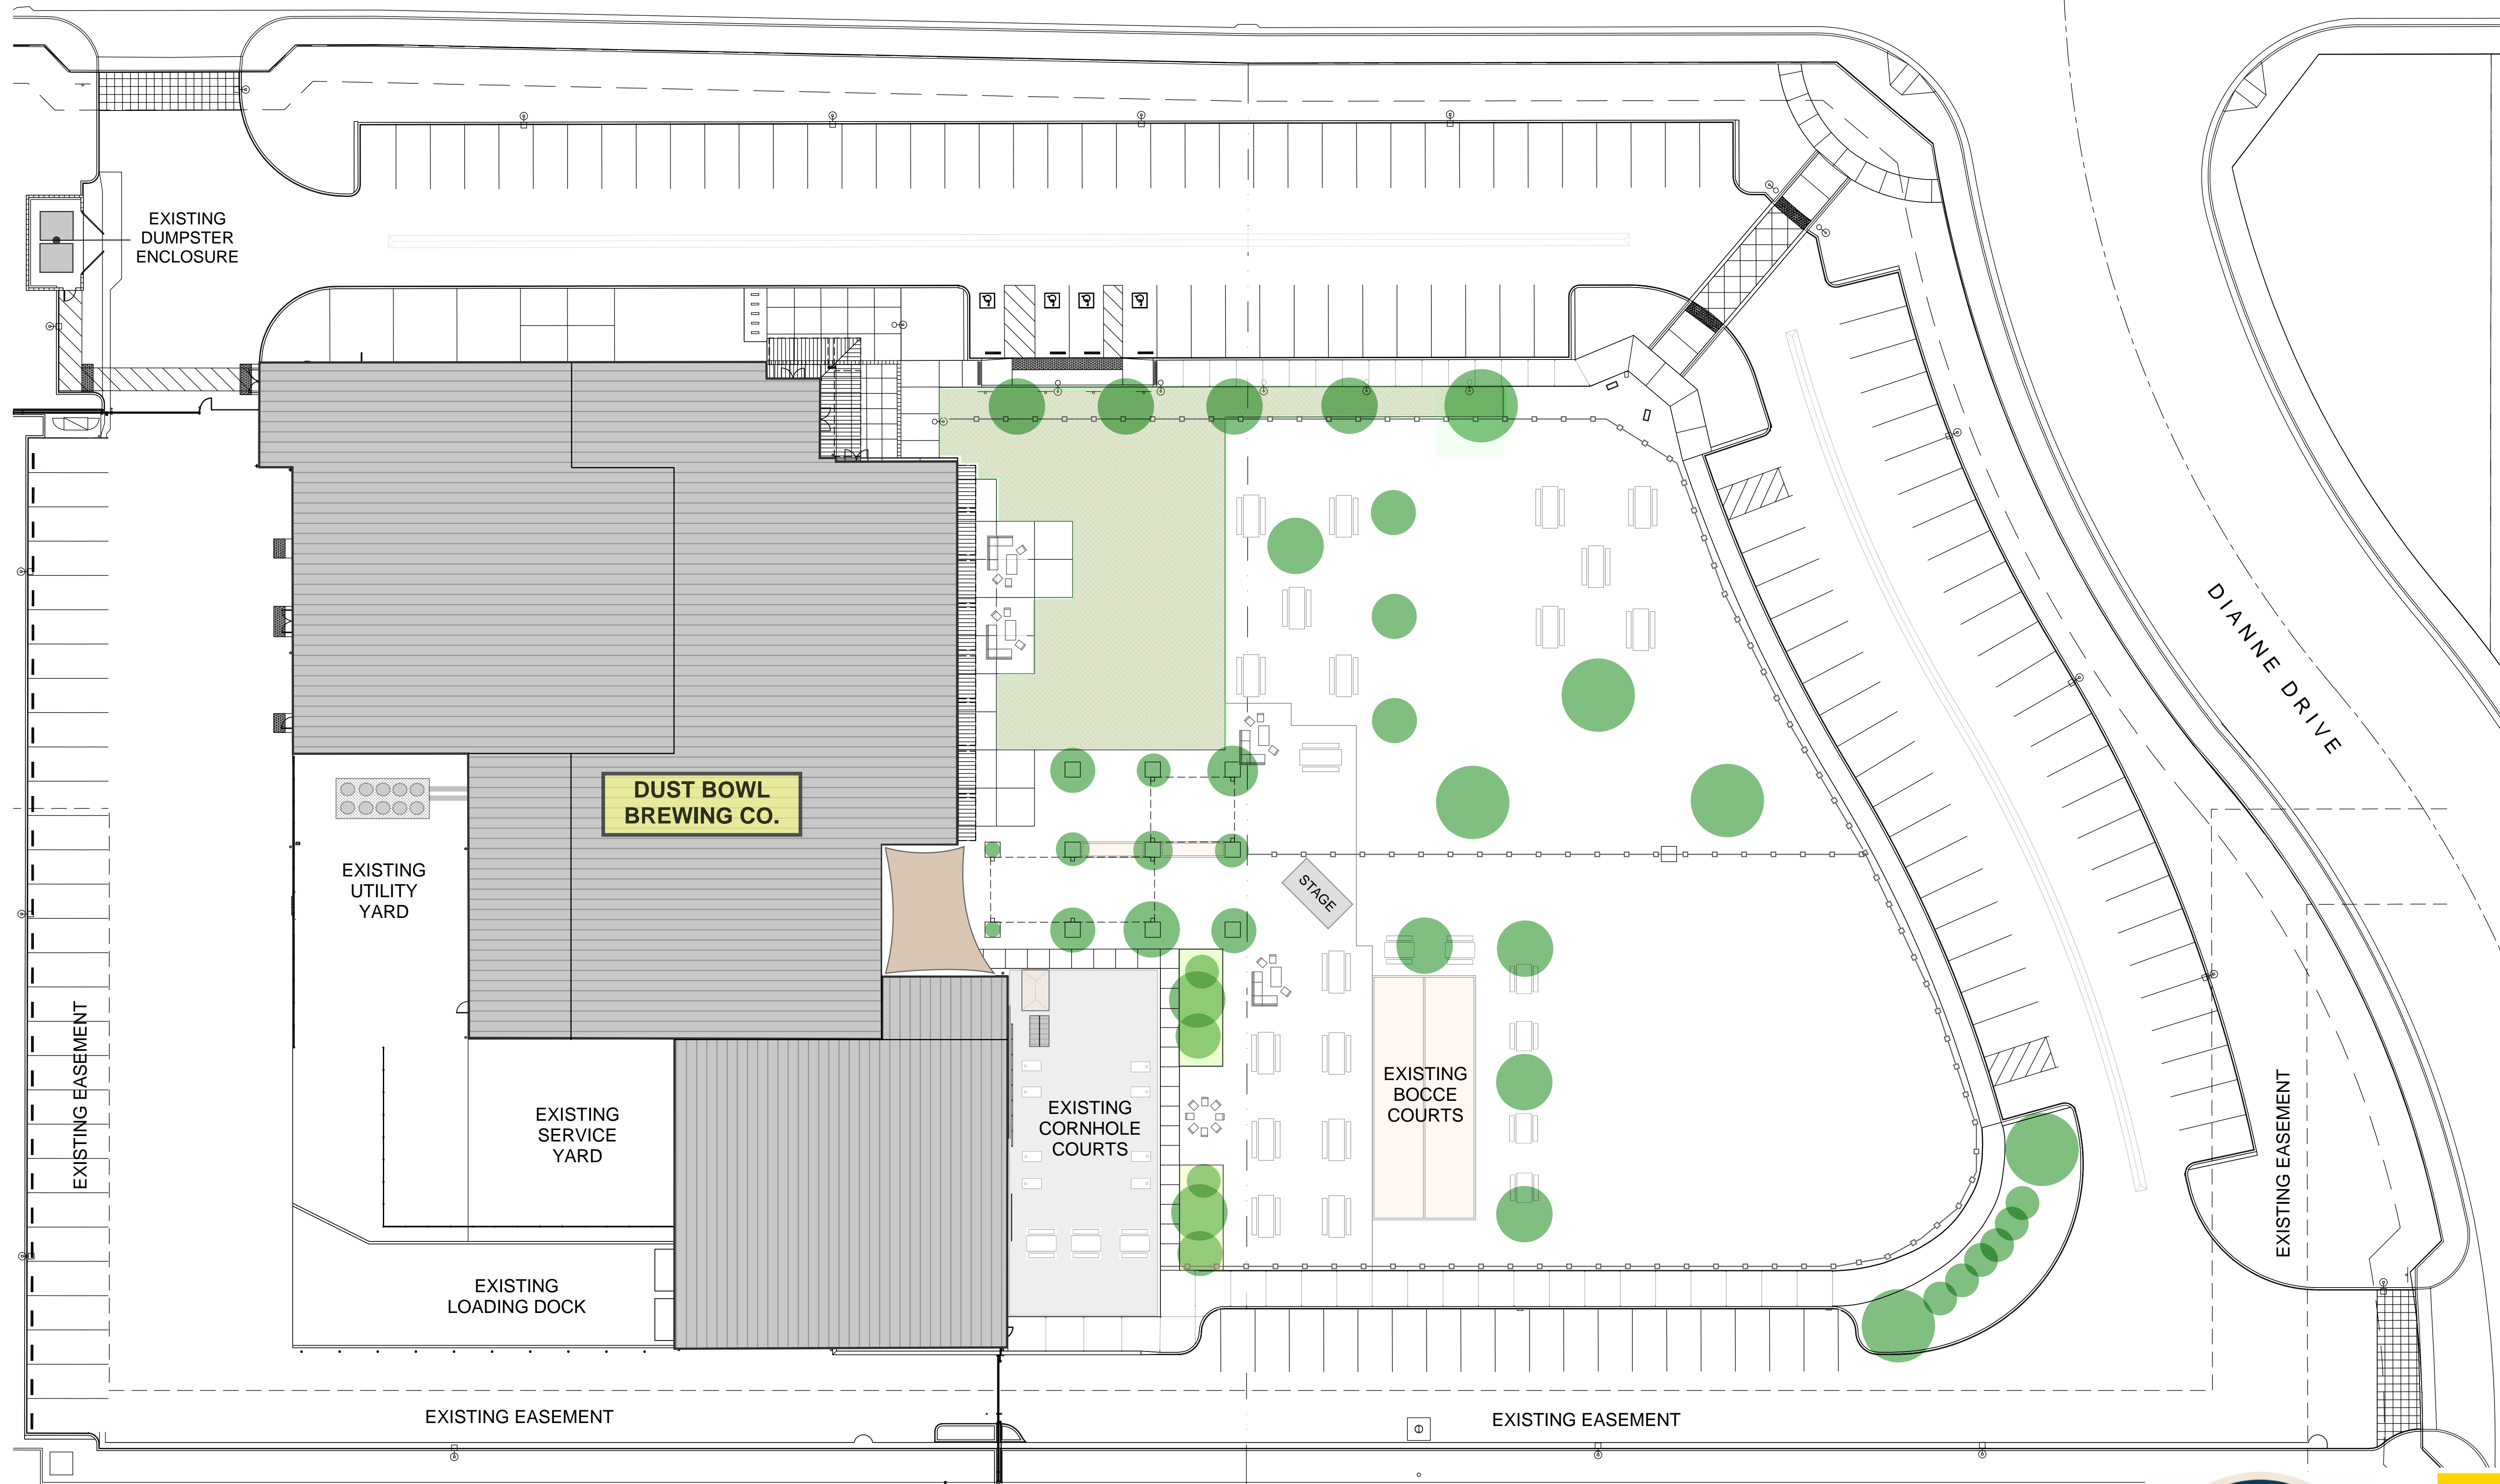 EXISTING
DUMPSTER
ENCLOSURE
DIANNE DRIVE
DUST BOWL
BREWING CO.
EXISTING
UTILITY
YARD
STAGE
EXISTING EASEMENT
EXISTING
SERVICE
YARD
EXISTING
CORNHOLE
COURTS
EXISTING
BOCCE
COURTS
EXISTING EASEMENT
EXISTING
LOADING DOCK
EXISTING EASEMENT
EXISTING EASEMENT